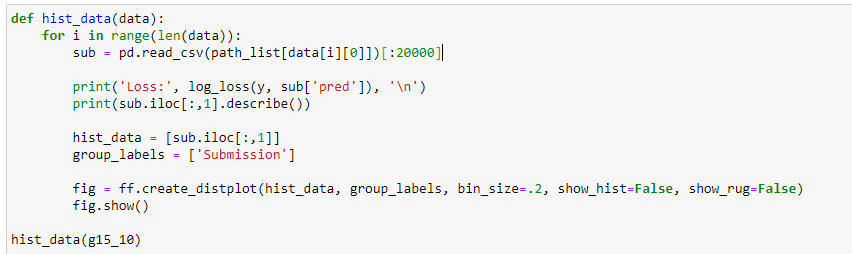 def hist_data(data):
    for i in range(len(data)):
        sub = pd.read_csv(path_list[data[i][0]])[:20000]
        print('Loss:', log_loss(y, sub['pred']), '\n')
        print(sub.iloc[:,1].describe())
        hist_data = [sub.iloc[:,1]]
        group_labels = ['Submission']
        fig = ff.create_distplot(hist_data, group_labels, bin_size=.2, show_hist=False, show_rug=False)
        fig.show()
hist_data(g15_10)